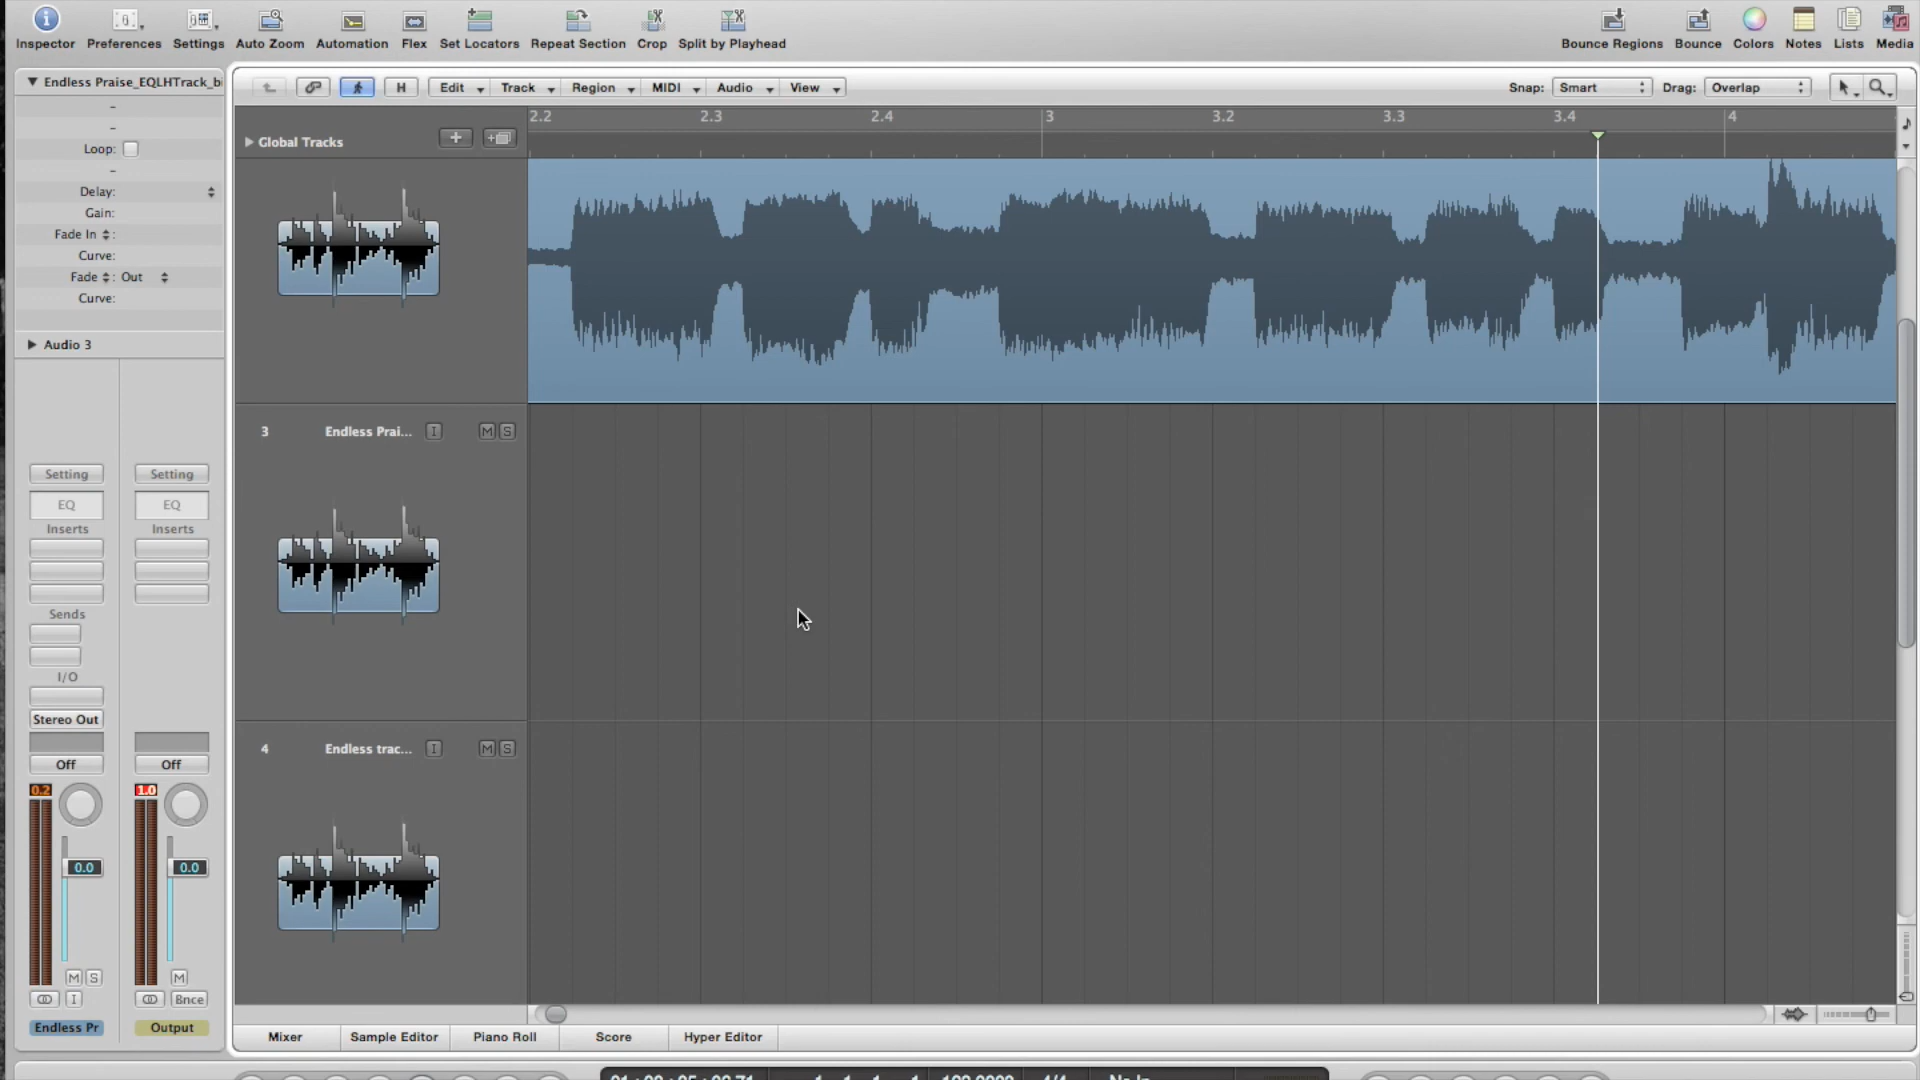 Inspector Preferences Settings Auto Zoom Automation Flex Set Locators Repeat Section Crop Split by Playhead Bounce Regions Bounce Colors Notes Lists Media
Endless Praise_EQLHTrack_bi
H Edit Track Region MIDI Audio View Snap: Smart Drag: Overlap
Global Tracks
2.2 2.3 2.4 3 3.2 3.3 3.4 4
-
-
Loop:
-
Delay:
Gain:
Fade In :
Curve:
Fade : Out
Curve:
Audio 3
3 Endless Prai... I M S
4 Endless trac... I M S
Setting Setting
EQ EQ
Inserts Inserts
Sends
I/O
Stereo Out
Off Off
0.2 1.0
0.0 0.0
M S M
I Bnce
Endless Pr Output
Mixer Sample Editor Piano Roll Score Hyper Editor